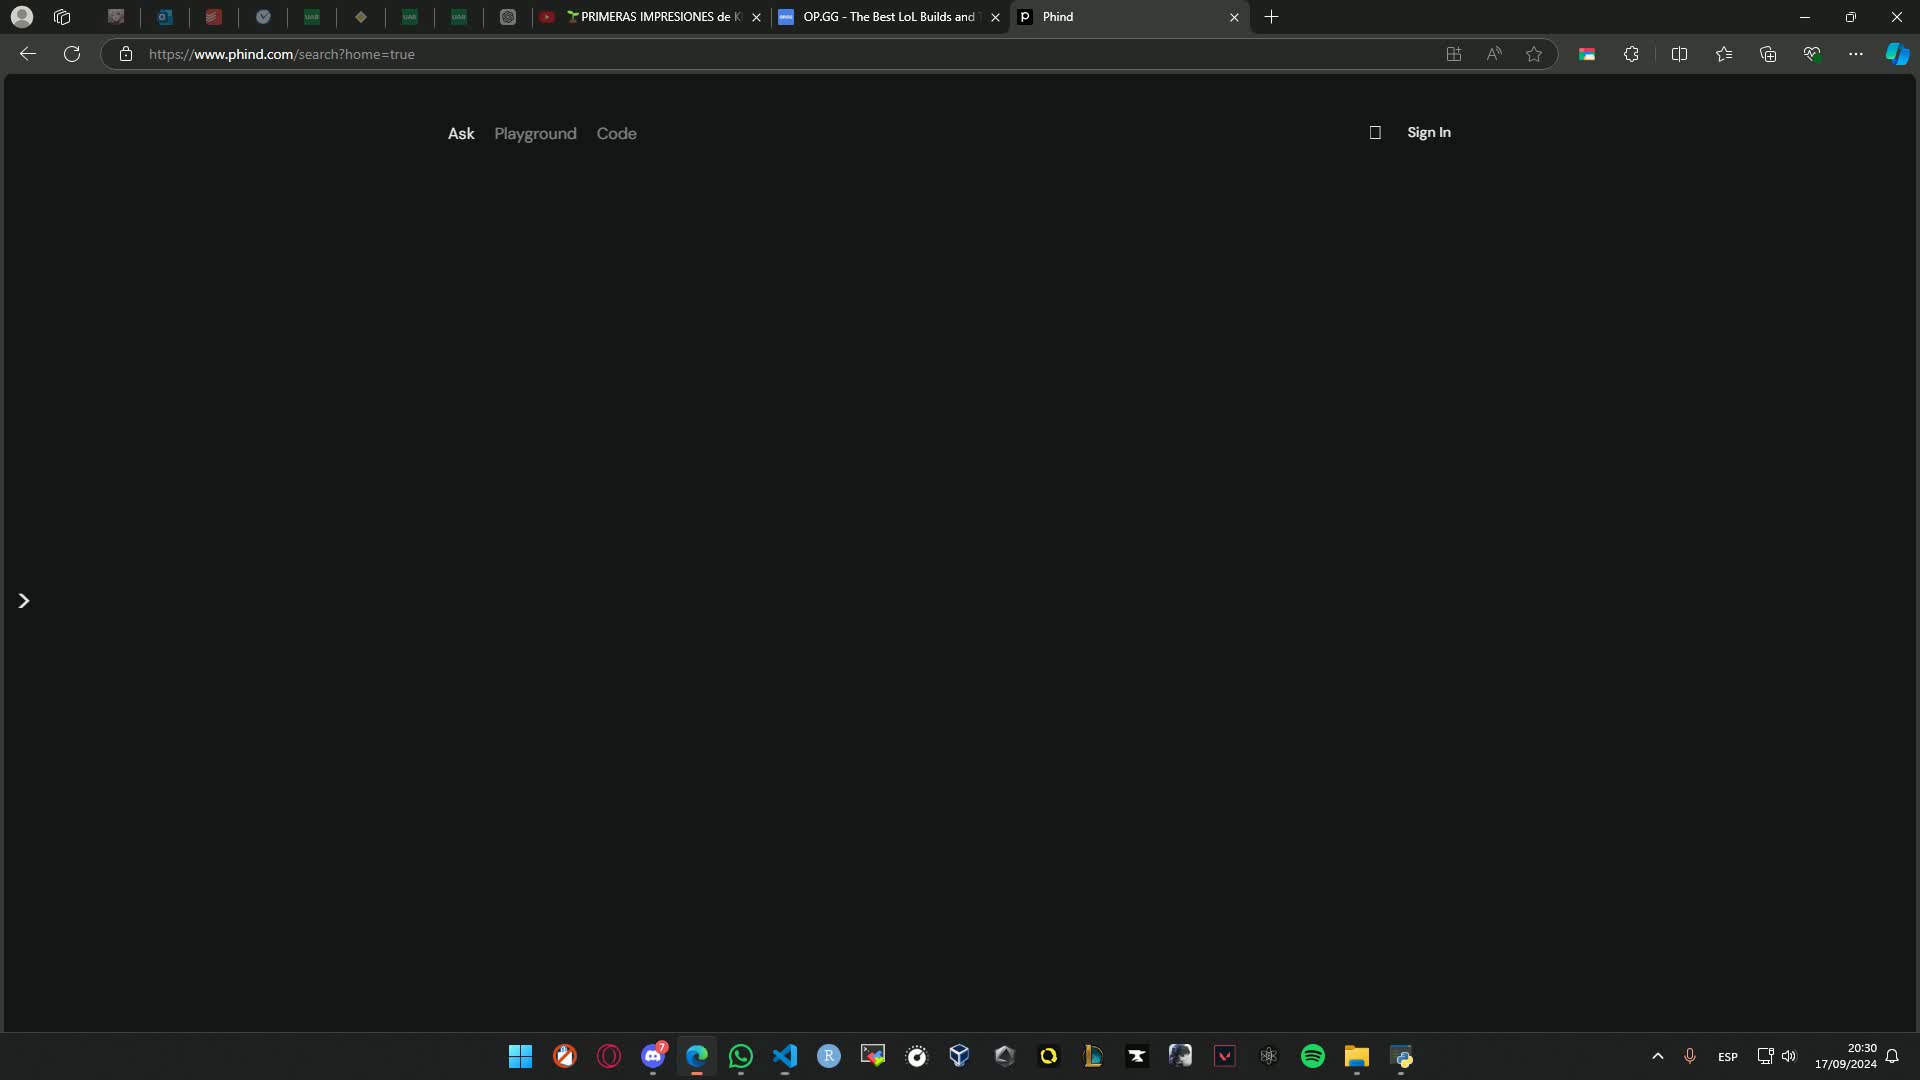 PRIMERAS IMPRESIONES de K
OP.GG - The Best LoL Builds and T
Phind
https://www.phind.com/search?home=true
Ask Playground Code
Sign In
7
ESP
20:30
17/09/2024